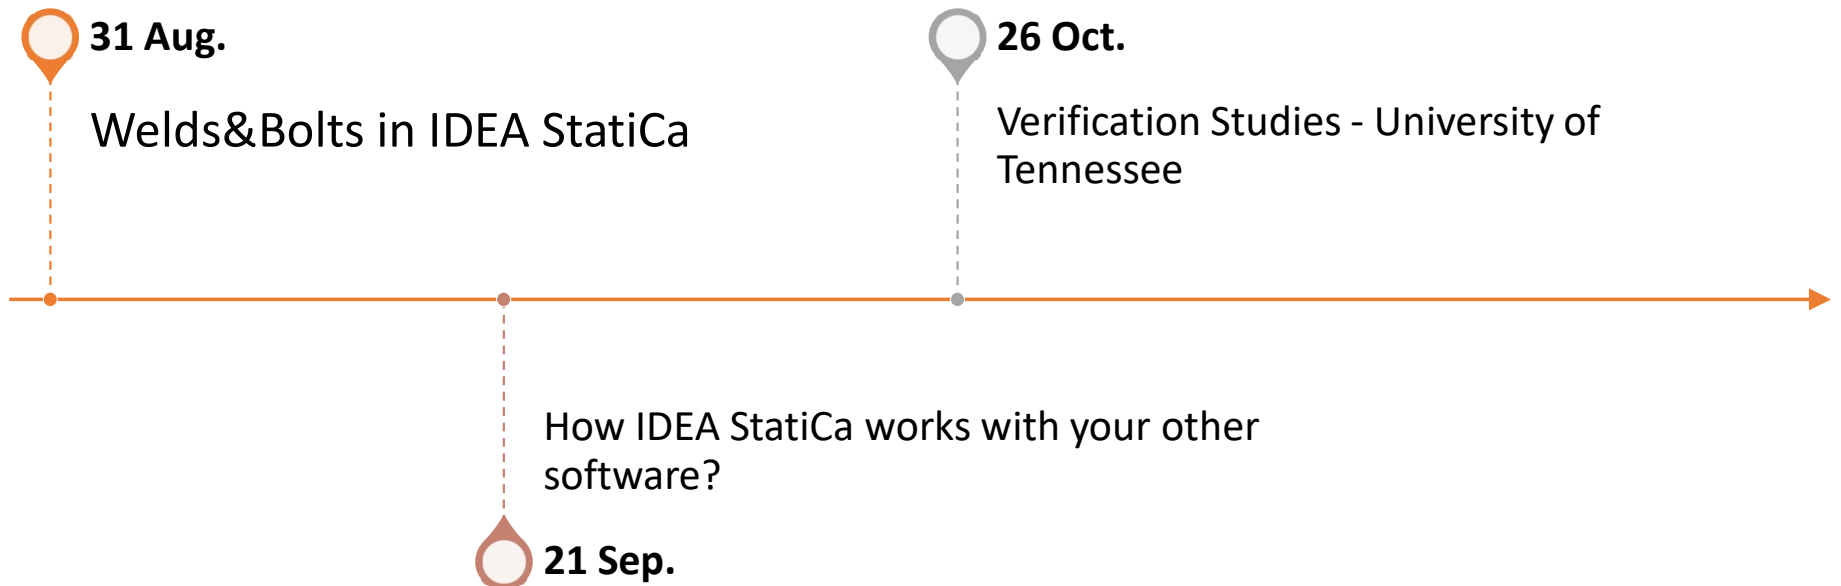 31 Aug.
Welds&Bolts in IDEA StatiCa
26 Oct.
Verification Studies - University of
Tennessee
How IDEA StatiCa works with your other
software?
21 Sep.